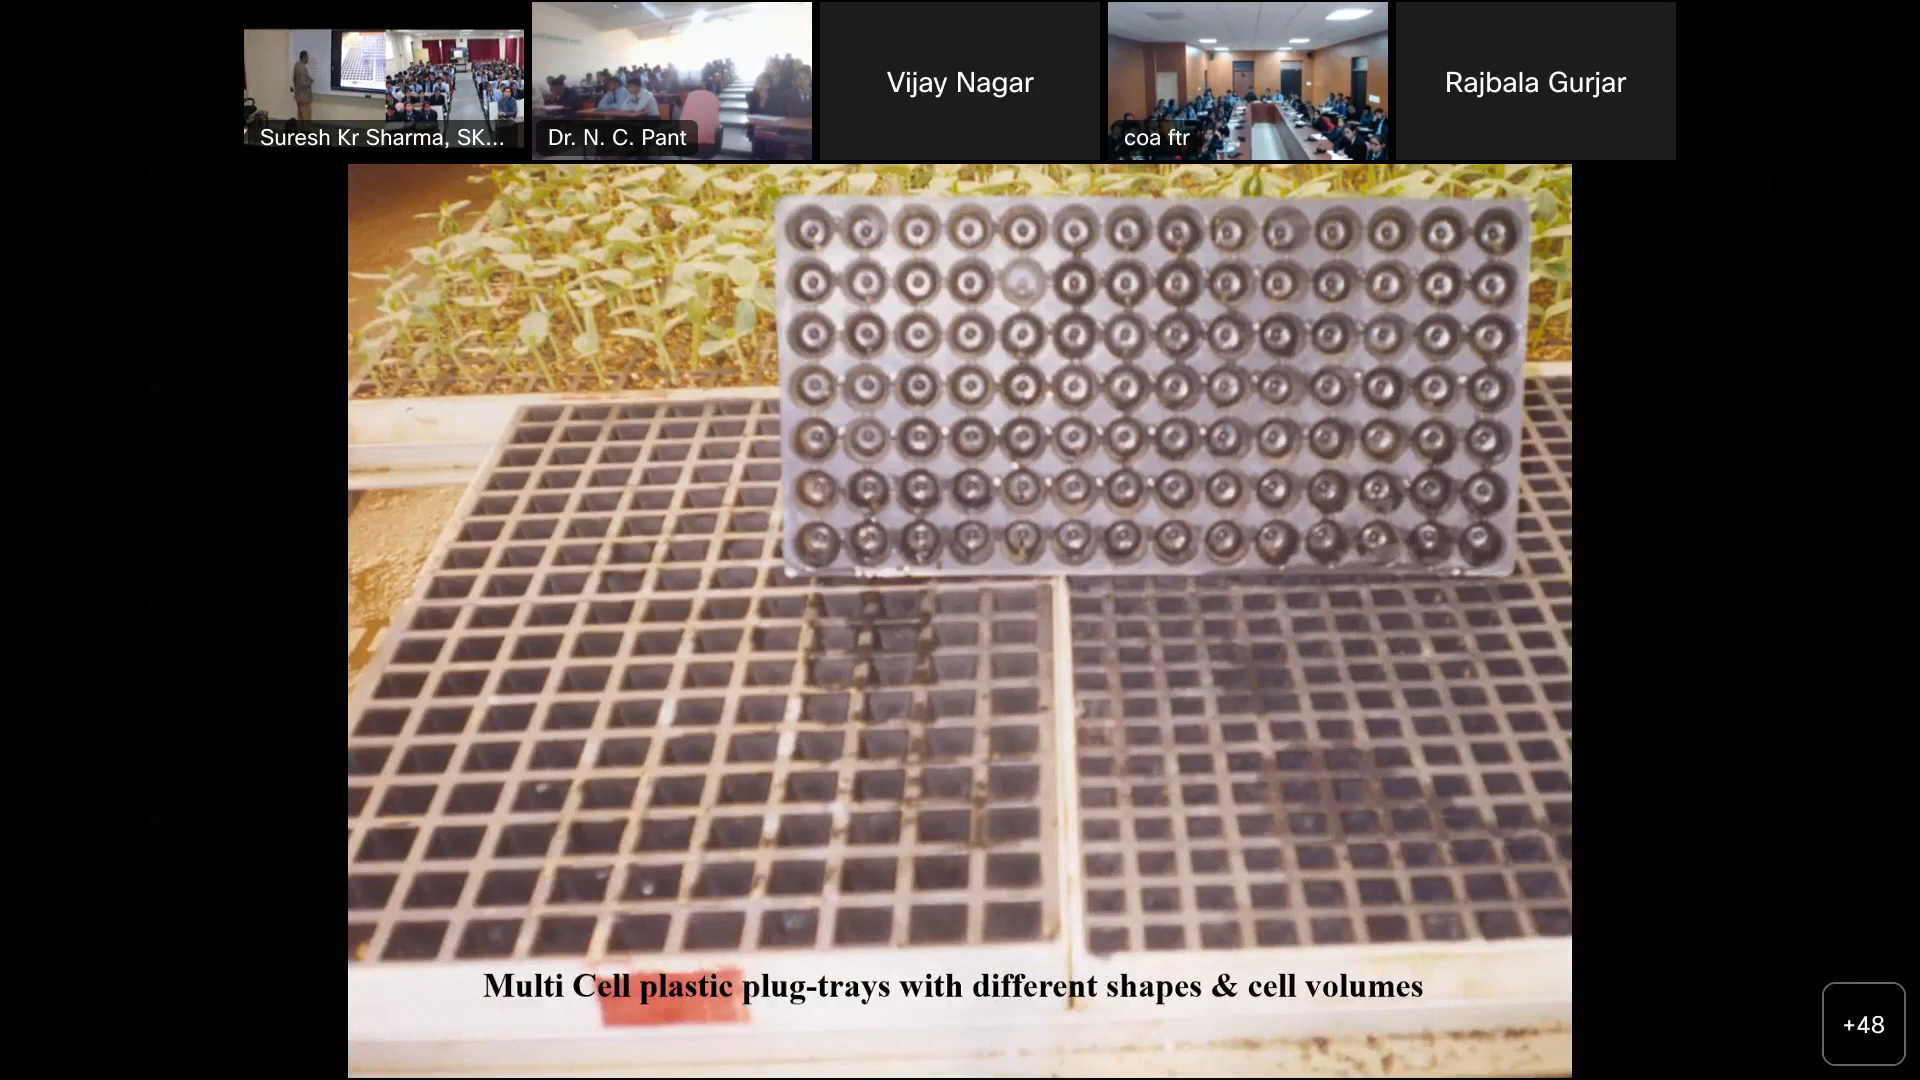 Suresh Kr Sharma, SK...
Dr. N. C. Pant
Vijay Nagar
coa ftr
Rajbala Gurjar
Multi Cell plastic plug-trays with different shapes & cell volumes
+48